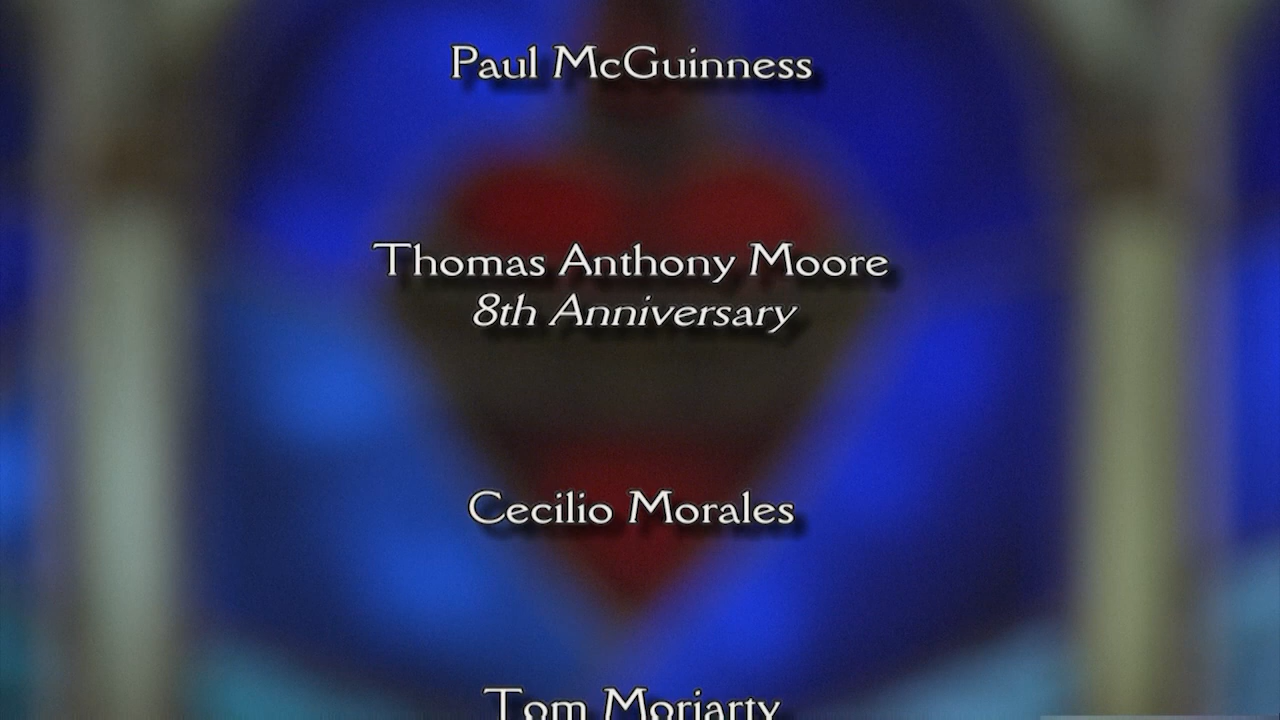 Paul McGuinness
Thomas Anthony Moore
8th Anniversary
Cecilio Morales
Tom Moriarty